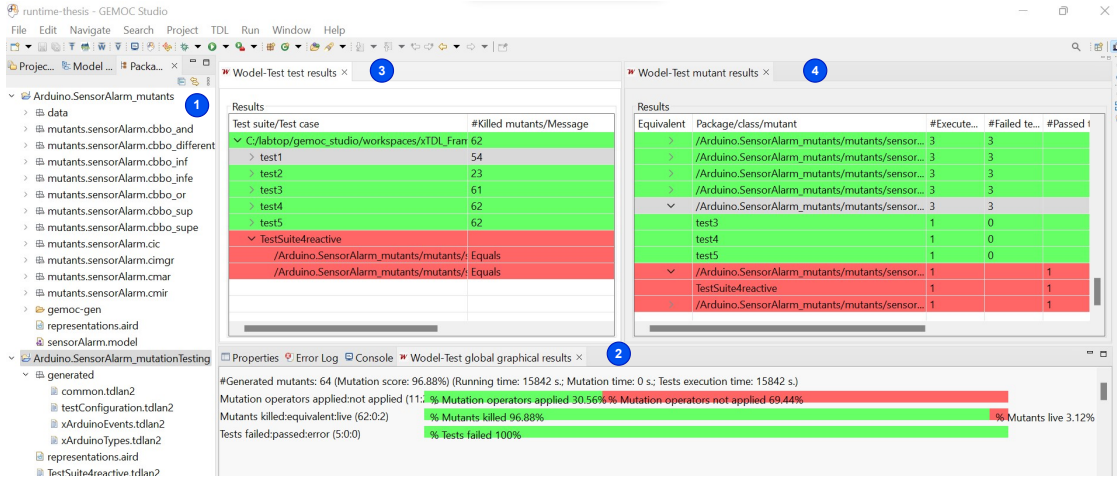 runtime-thesis - GEMOC Studio
File Edit Navigate Search Project TDL Run Window Help
Projec... Model ... Packa...
Arduino.SensorAlarm_mutants
data
mutants.sensorAlarm.cbbo_and
mutants.sensorAlarm.cbbo_different
mutants.sensorAlarm.cbbo_inf
mutants.sensorAlarm.cbbo_infe
mutants.sensorAlarm.cbbo_or
mutants.sensorAlarm.cbbo_sup
mutants.sensorAlarm.cbbo_supe
mutants.sensorAlarm.cic
mutants.sensorAlarm.cimgr
mutants.sensorAlarm.cmar
mutants.sensorAlarm.cmir
gemoc-gen
representations.aird
sensorAlarm.model
Arduino.SensorAlarm_mutationTesting
generated
common.tdlan2
testConfiguration.tdlan2
xArduinoEvents.tdlan2
xArduinoTypes.tdlan2
representations.aird
TestSuite4reactive.tdlan2
1
Wodel-Test test results
3
Results
Test suite/Test case #Killed mutants/Message
C:/labtop/gemoc_studio/workspaces/xTDL_Fram 62
test1 54
test2 23
test3 61
test4 62
test5 62
TestSuite4reactive
/Arduino.SensorAlarm_mutants/mutants/s Equals
/Arduino.SensorAlarm_mutants/mutants/s Equals
Wodel-Test mutant results
4
Results
Equivalent Package/class/mutant #Execute... #Failed te... #Passed t
/Arduino.SensorAlarm_mutants/mutants/sensor... 3 3
/Arduino.SensorAlarm_mutants/mutants/sensor... 3 3
/Arduino.SensorAlarm_mutants/mutants/sensor... 3 3
/Arduino.SensorAlarm_mutants/mutants/sensor... 3 3
/Arduino.SensorAlarm_mutants/mutants/sensor... 3 3
test3 1 0
test4 1 0
test5 1 0
/Arduino.SensorAlarm_mutants/mutants/sensor... 1 1
TestSuite4reactive 1 1
/Arduino.SensorAlarm_mutants/mutants/sensor... 1 1
Properties Error Log Console Wodel-Test global graphical results
2
#Generated mutants: 64 (Mutation score: 96.88%) (Running time: 15842 s.; Mutation time: 0 s.; Tests execution time: 15842 s.)
Mutation operators applied:not applied (11: % Mutation operators applied 30.56% % Mutation operators not applied 69.44%
Mutants killed:equivalent:live (62:0:2) % Mutants killed 96.88% % Mutants live 3.12%
Tests failed:passed:error (5:0:0) % Tests failed 100%